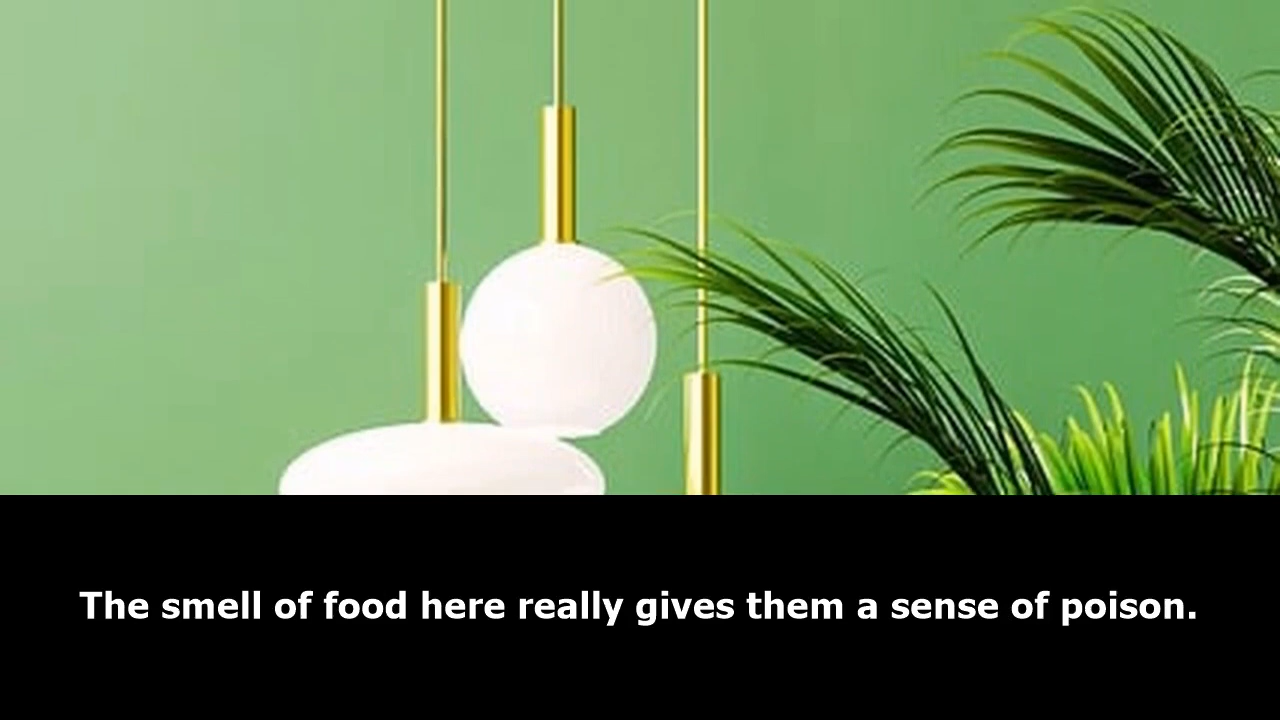 The smell of food here really gives them a sense of poison.